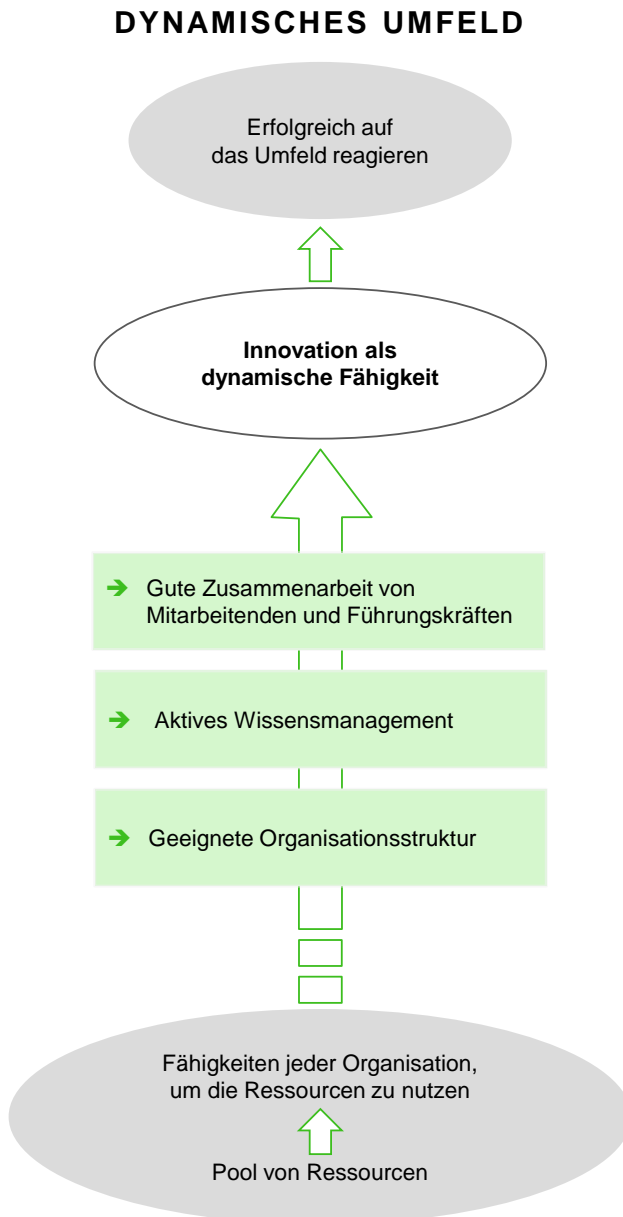 DYNAMISCHES UMFELD
Erfolgreich auf
das Umfeld reagieren
Innovation als
dynamische Fähigkeit
Gute Zusammenarbeit von
Mitarbeitenden und Führungskräften
Aktives Wissensmanagement
Geeignete Organisationsstruktur
Fähigkeiten jeder Organisation,
um die Ressourcen zu nutzen
Pool von Ressourcen